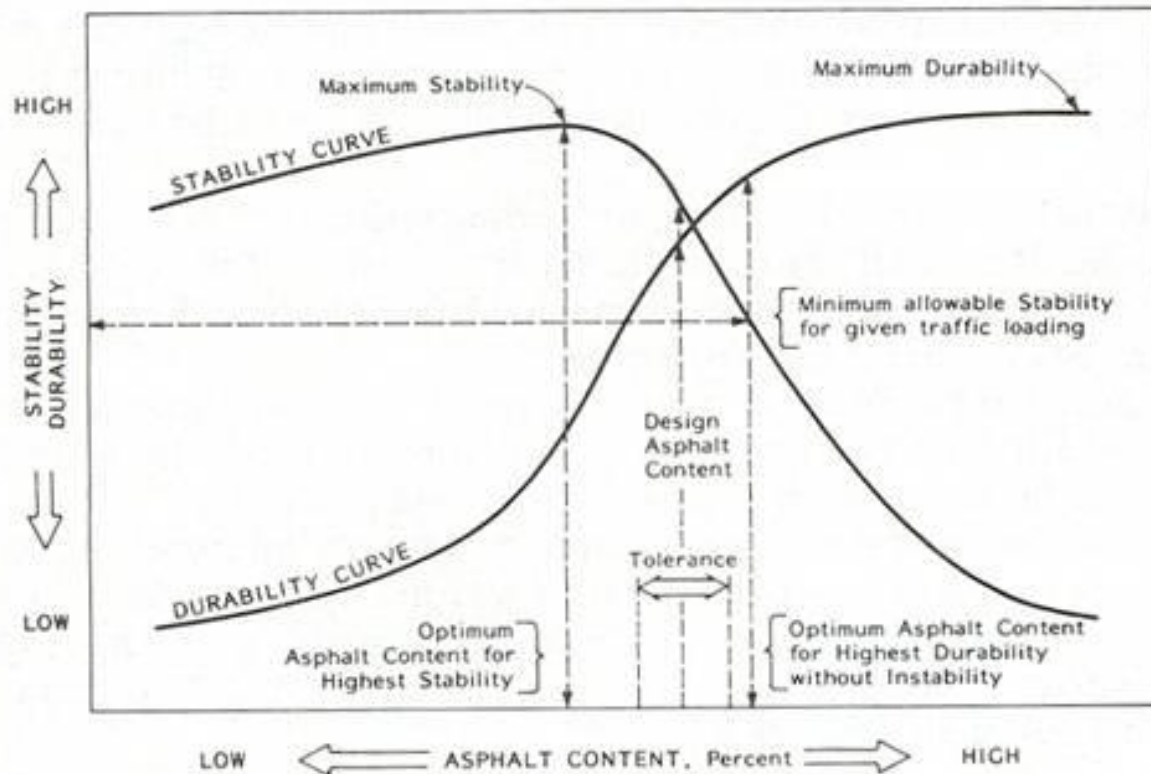 Maximum Stability
Maximum Durability
HIGH
STABILITY CURVE
STABILITY
DURABILITY
Minimum allowable Stability
for given traffic loading
Design
Asphalt
Content
Tolerance
DURABILITY CURVE
LOW
Optimum
Asphalt Content for
Highest Stability
Optimum Asphalt Content
for Highest Durability
without Instability
LOW
ASPHALT CONTENT, Percent
HIGH